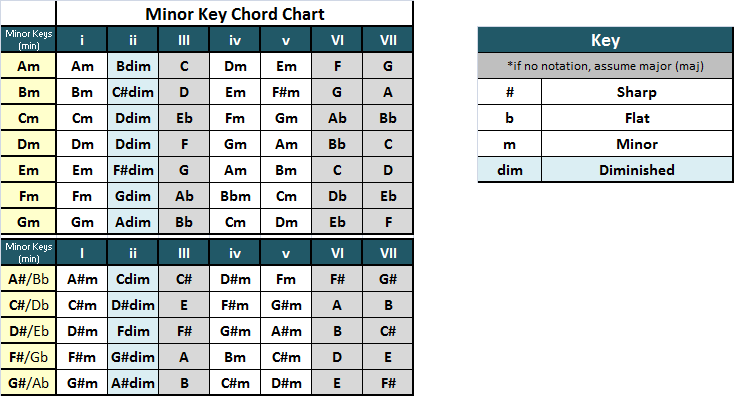 Minor Key Chord Chart
Minor Keys (min) i ii III iv v VI VII
Am Am Bdim C Dm Em F G
Bm Bm C#dim D Em F#m G A
Cm Cm Ddim Eb Fm Gm Ab Bb
Dm Dm Ddim F Gm Am Bb C
Em Em F#dim G Am Bm C D
Fm Fm Gdim Ab Bbm Cm Db Eb
Gm Gm Adim Bb Cm Dm Eb F
Minor Keys (min) I ii III iv v VI VII
A#/Bb A#m Cdim C# D#m Fm F# G#
C#/Db C#m D#dim E F#m G#m A B
D#/Eb D#m Fdim F# G#m A#m B C#
F#/Gb F#m G#dim A Bm C#m D E
G#/Ab G#m A#dim B C#m D#m E F#
Key
*if no notation, assume major (maj)
# Sharp
b Flat
m Minor
dim Diminished